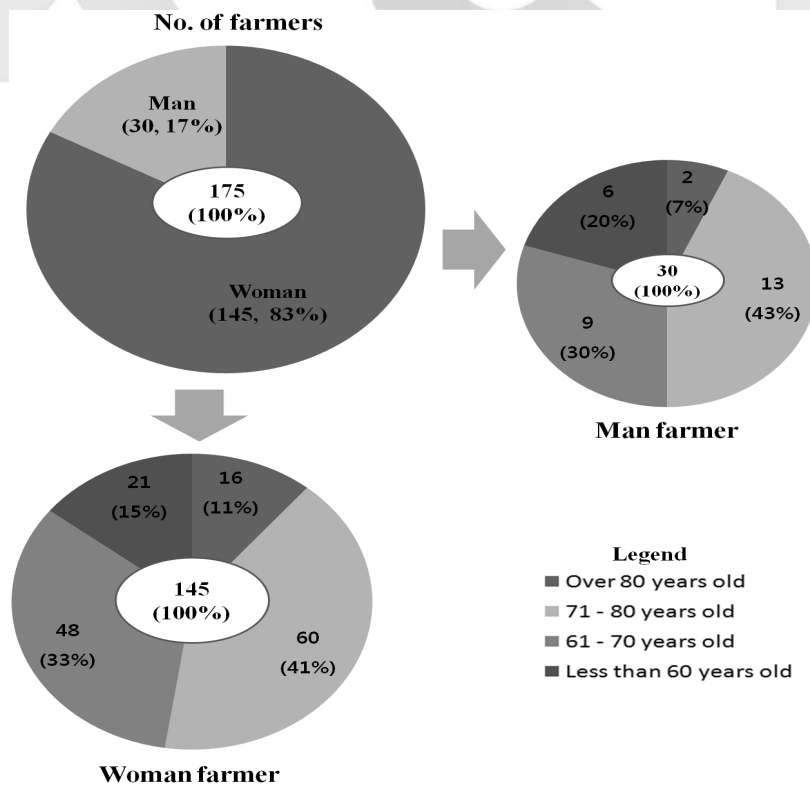 No. of farmers
Man
(30, 17%)
175
(100%)
Woman
(145, 83%)
2
(7%)
6
(20%)
30
(100%)
13
(43%)
9
(30%)
Man farmer
21
(15%)
16
(11%)
145
(100%)
48
(33%)
60
(41%)
Woman farmer
Legend
Over 80 years old
71 - 80 years old
61 - 70 years old
Less than 60 years old